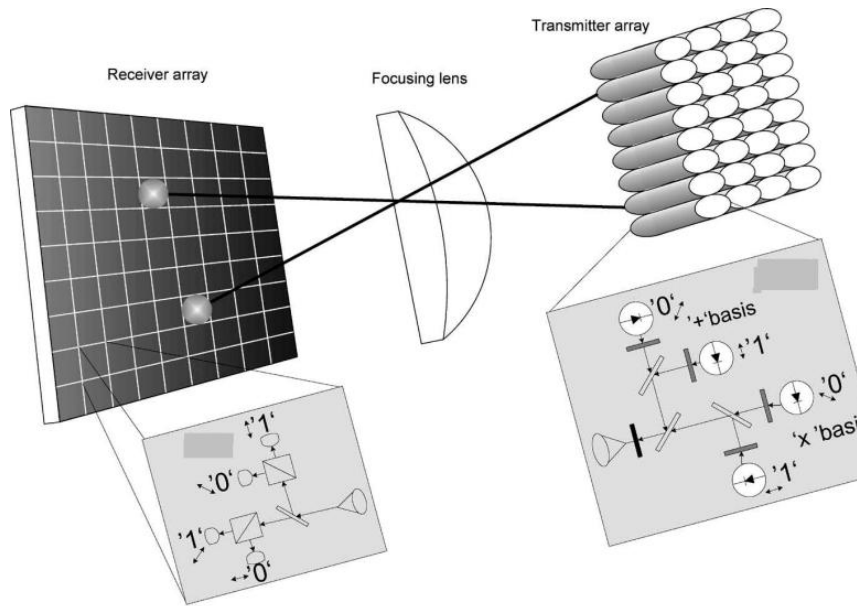 Transmitter array
Receiver array
Focusing lens
'0‘
'+‘basis
'1‘
'0‘
‘x 'basis
'1‘
'1‘
'0‘
'1‘
'0‘